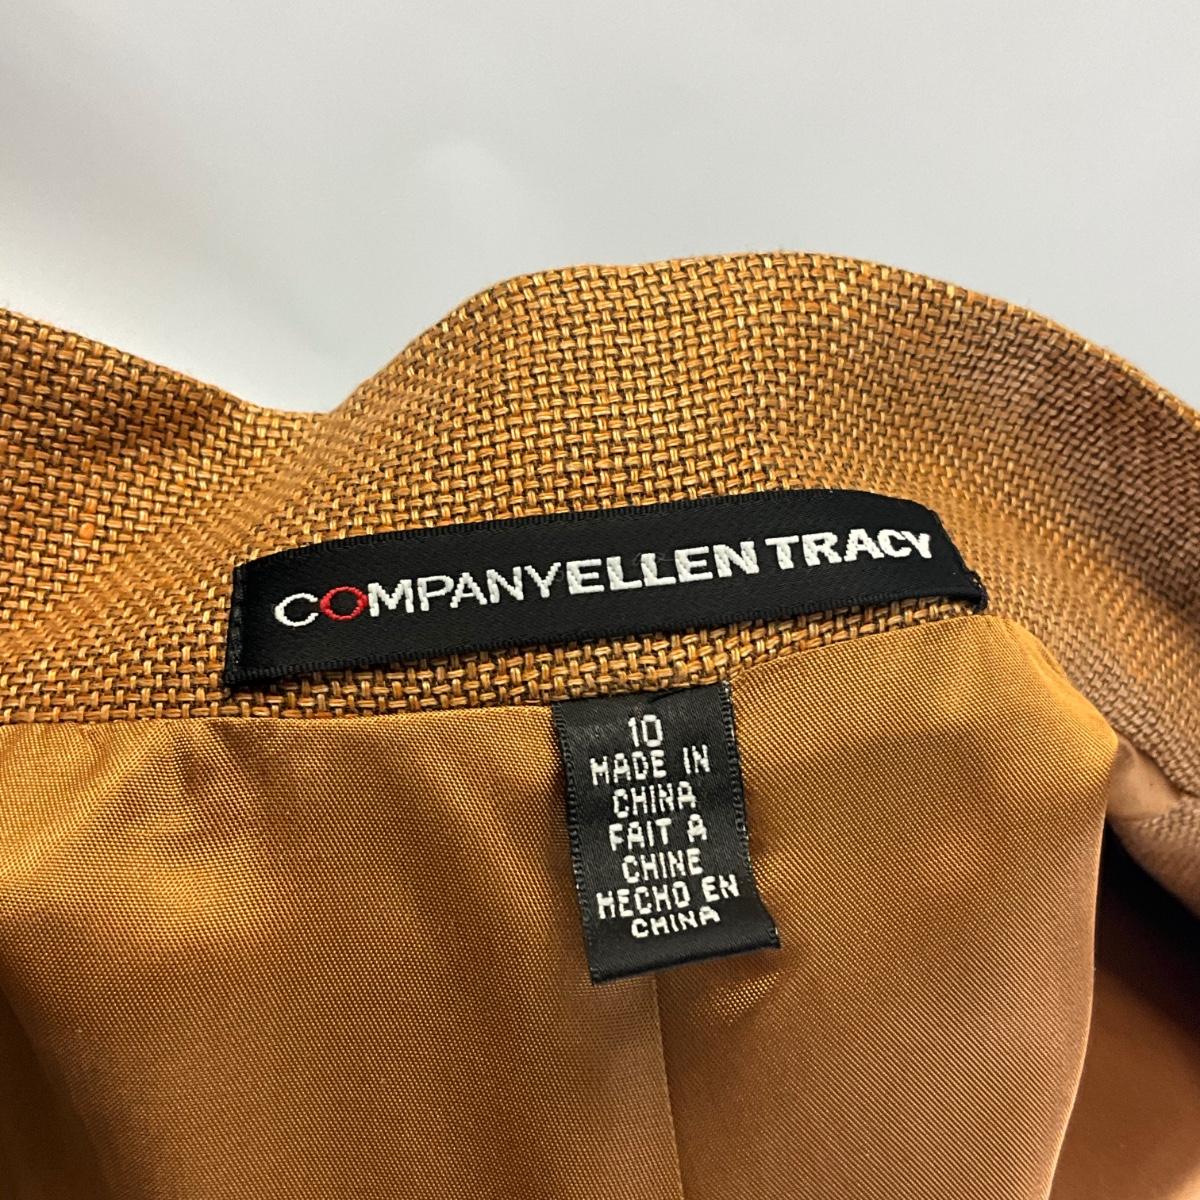 COMPANYELLEN TRACY
10
MADE IN
CHINA
FAIT A
CHINE
HECHO EN
CHINA